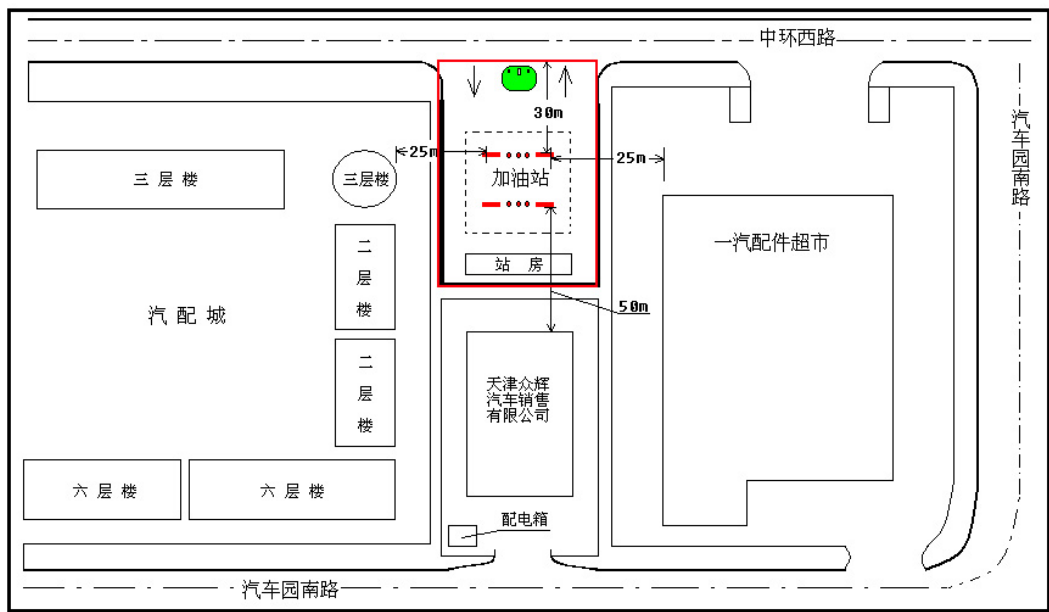 中环西路
汽车园南路
30m
25m
25m
三层楼
三层楼
加油站
二层楼
一汽配件超市
站房
汽配城
50m
二层楼
天津众辉
汽车销售
有限公司
六层楼
六层楼
配电箱
汽车园南路